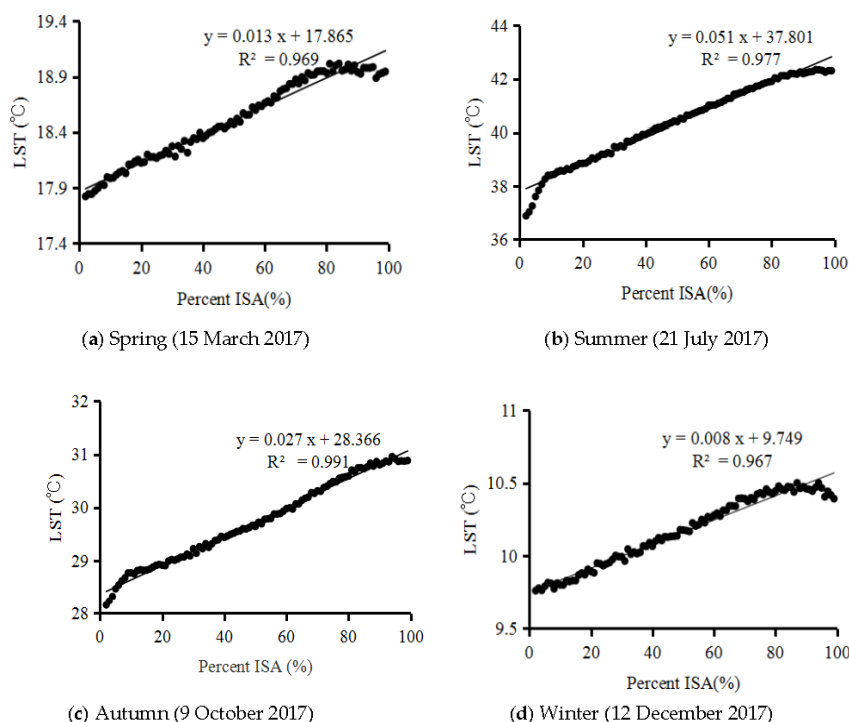 19.4
18.9
18.4
17.9
17.4
LST (℃)
y = 0.013 x + 17.865
R² = 0.969
0 20 40 60 80 100
Percent ISA(%)
(a) Spring (15 March 2017)
44
42
40
38
36
LST (℃)
y = 0.051 x + 37.801
R² = 0.977
0 20 40 60 80 100
Percent ISA(%)
(b) Summer (21 July 2017)
32
31
30
29
28
LST (℃)
y = 0.027 x + 28.366
R² = 0.991
0 20 40 60 80 100
Percent ISA (%)
(c) Autumn (9 October 2017)
11
10.5
10
9.5
LST (℃)
y = 0.008 x + 9.749
R² = 0.967
0 20 40 60 80 100
Percent ISA(%)
(d) Winter (12 December 2017)